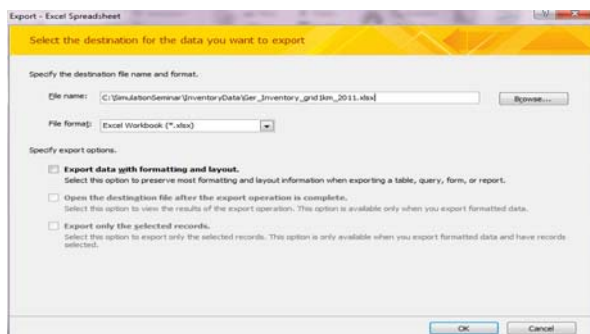 Export - Excel Spreadsheet
Select the destination for the data you want to export
Specify the destination file name and format.
File name:
C:\SimulationSeminar\InventoryData\Ger_Inventory_grid1km_2011.xlsx
Browse...
File format:
Excel Workbook (*.xlsx)
Specify export options.
Export data with formatting and layout.
Select this option to preserve most formatting and layout information when exporting a table, query, form, or report.
Open the destination file after the export operation is complete.
Select this option to view the results of the export operation. This option is available only when you export formatted data.
Export only the selected records.
Select this option to export only the selected records. This option is only available when you export formatted data and have records
selected.
OK
Cancel